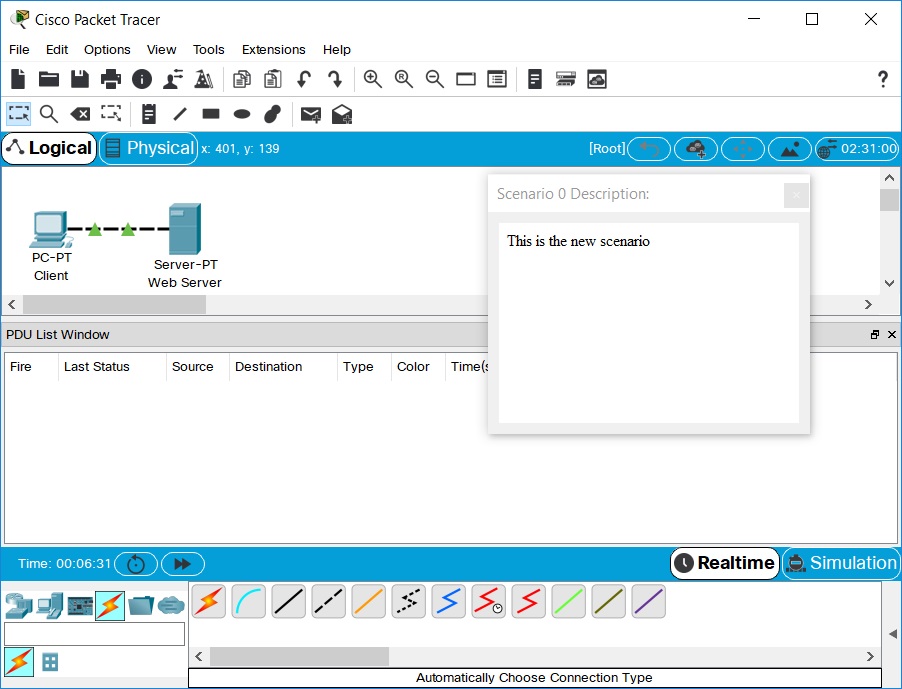 Cisco Packet Tracer
File Edit Options View Tools Extensions Help
Logical Physical x: 401, y: 139 [Root] 02:31:00
Scenario 0 Description:
This is the new scenario
PC-PT
Client
Server-PT
Web Server
PDU List Window
Fire Last Status Source Destination Type Color
Time: 00:06:31 Realtime Simulation
Automatically Choose Connection Type